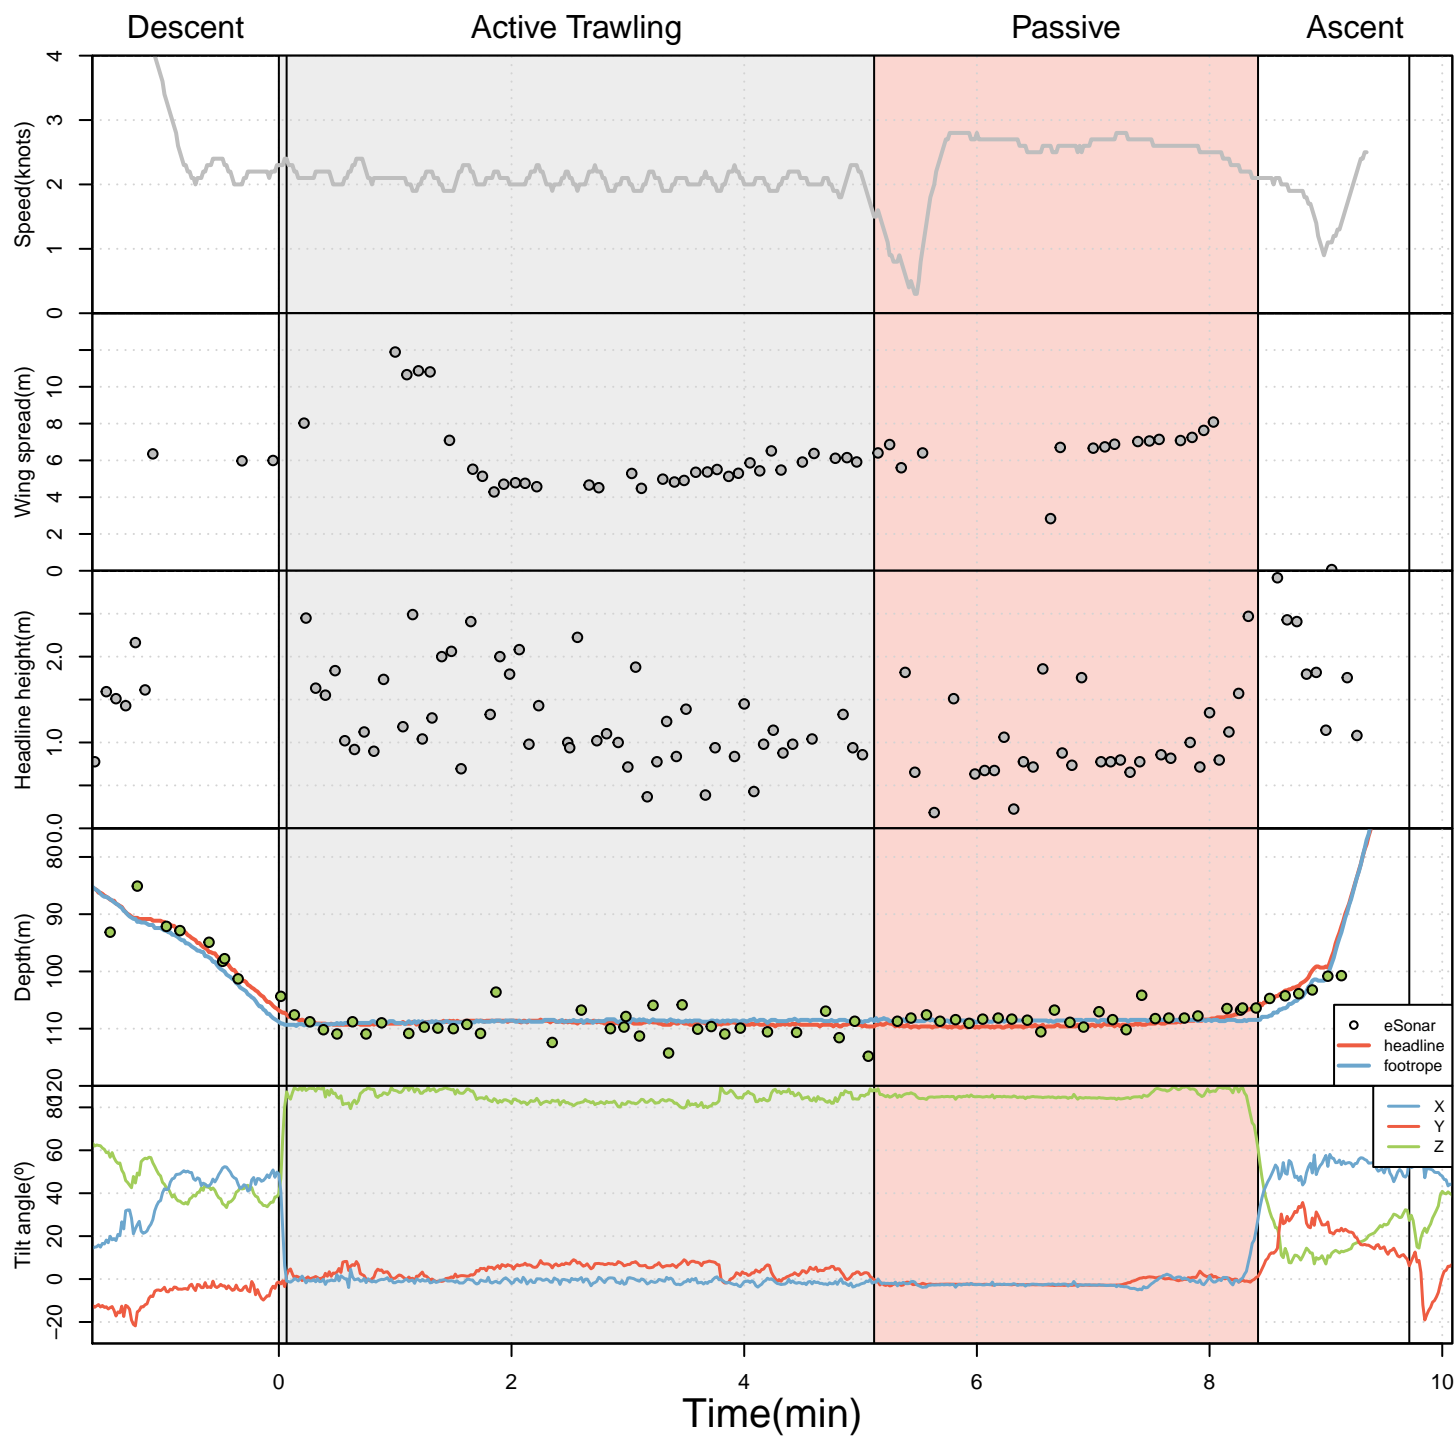 Descent Active Trawling Passive Ascent
Speed(knots)
4
3
2
1
0
Wing spread(m)
10
8
6
4
2
0
Headline height(m)
2.0
1.0
0.0
Depth(m)
80
90
100
110
120
eSonar
headline
footrope
Tilt angle(º)
80
60
40
20
0
−20
X
Y
Z
0 2 4 6 8 10
Time(min)